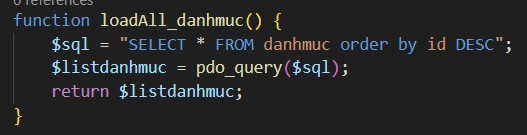 0 references
function loadAll_danhmuc() {
    $sql = "SELECT * FROM danhmuc order by id DESC";
    $listdanhmuc = pdo_query($sql);
    return $listdanhmuc;
}